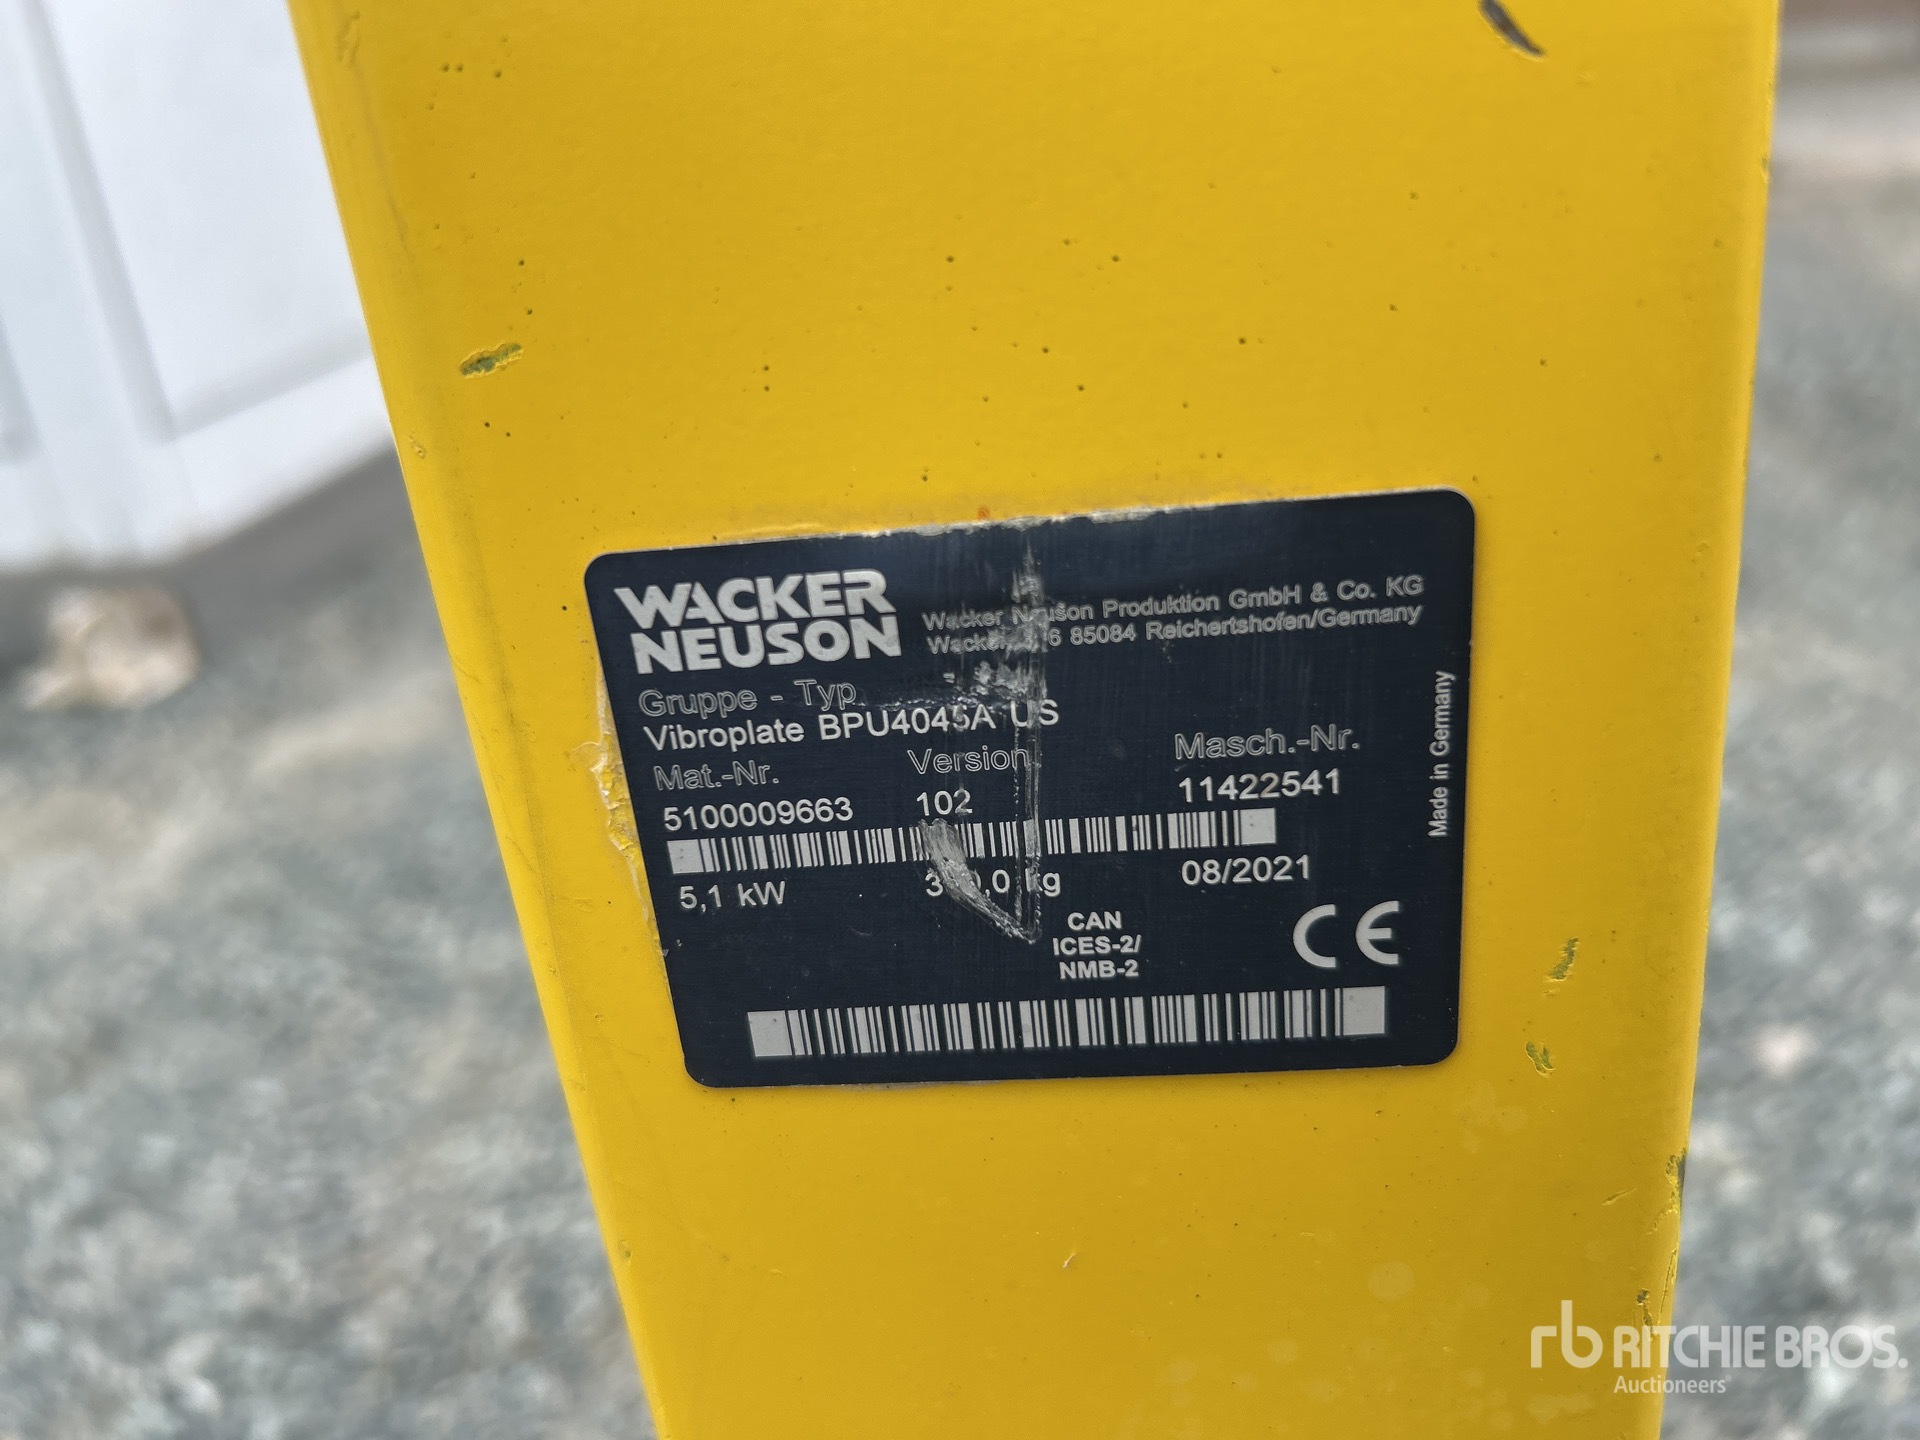 WACKER
NEUSON
Wacker Neuson Produktion GmbH & Co. KG
85084 Reichertshofen/Germany
Gruppe - Typ
Vibroplate BPU4045A US
Mat.-Nr.
Version
Masch.-Nr.
5100009663
102
11422541
5,1 kW
kg
08/2021
CAN
ICES-2/
NMB-2
CE
Made in Germany
rb RITCHIE BROS.
Auctioneers